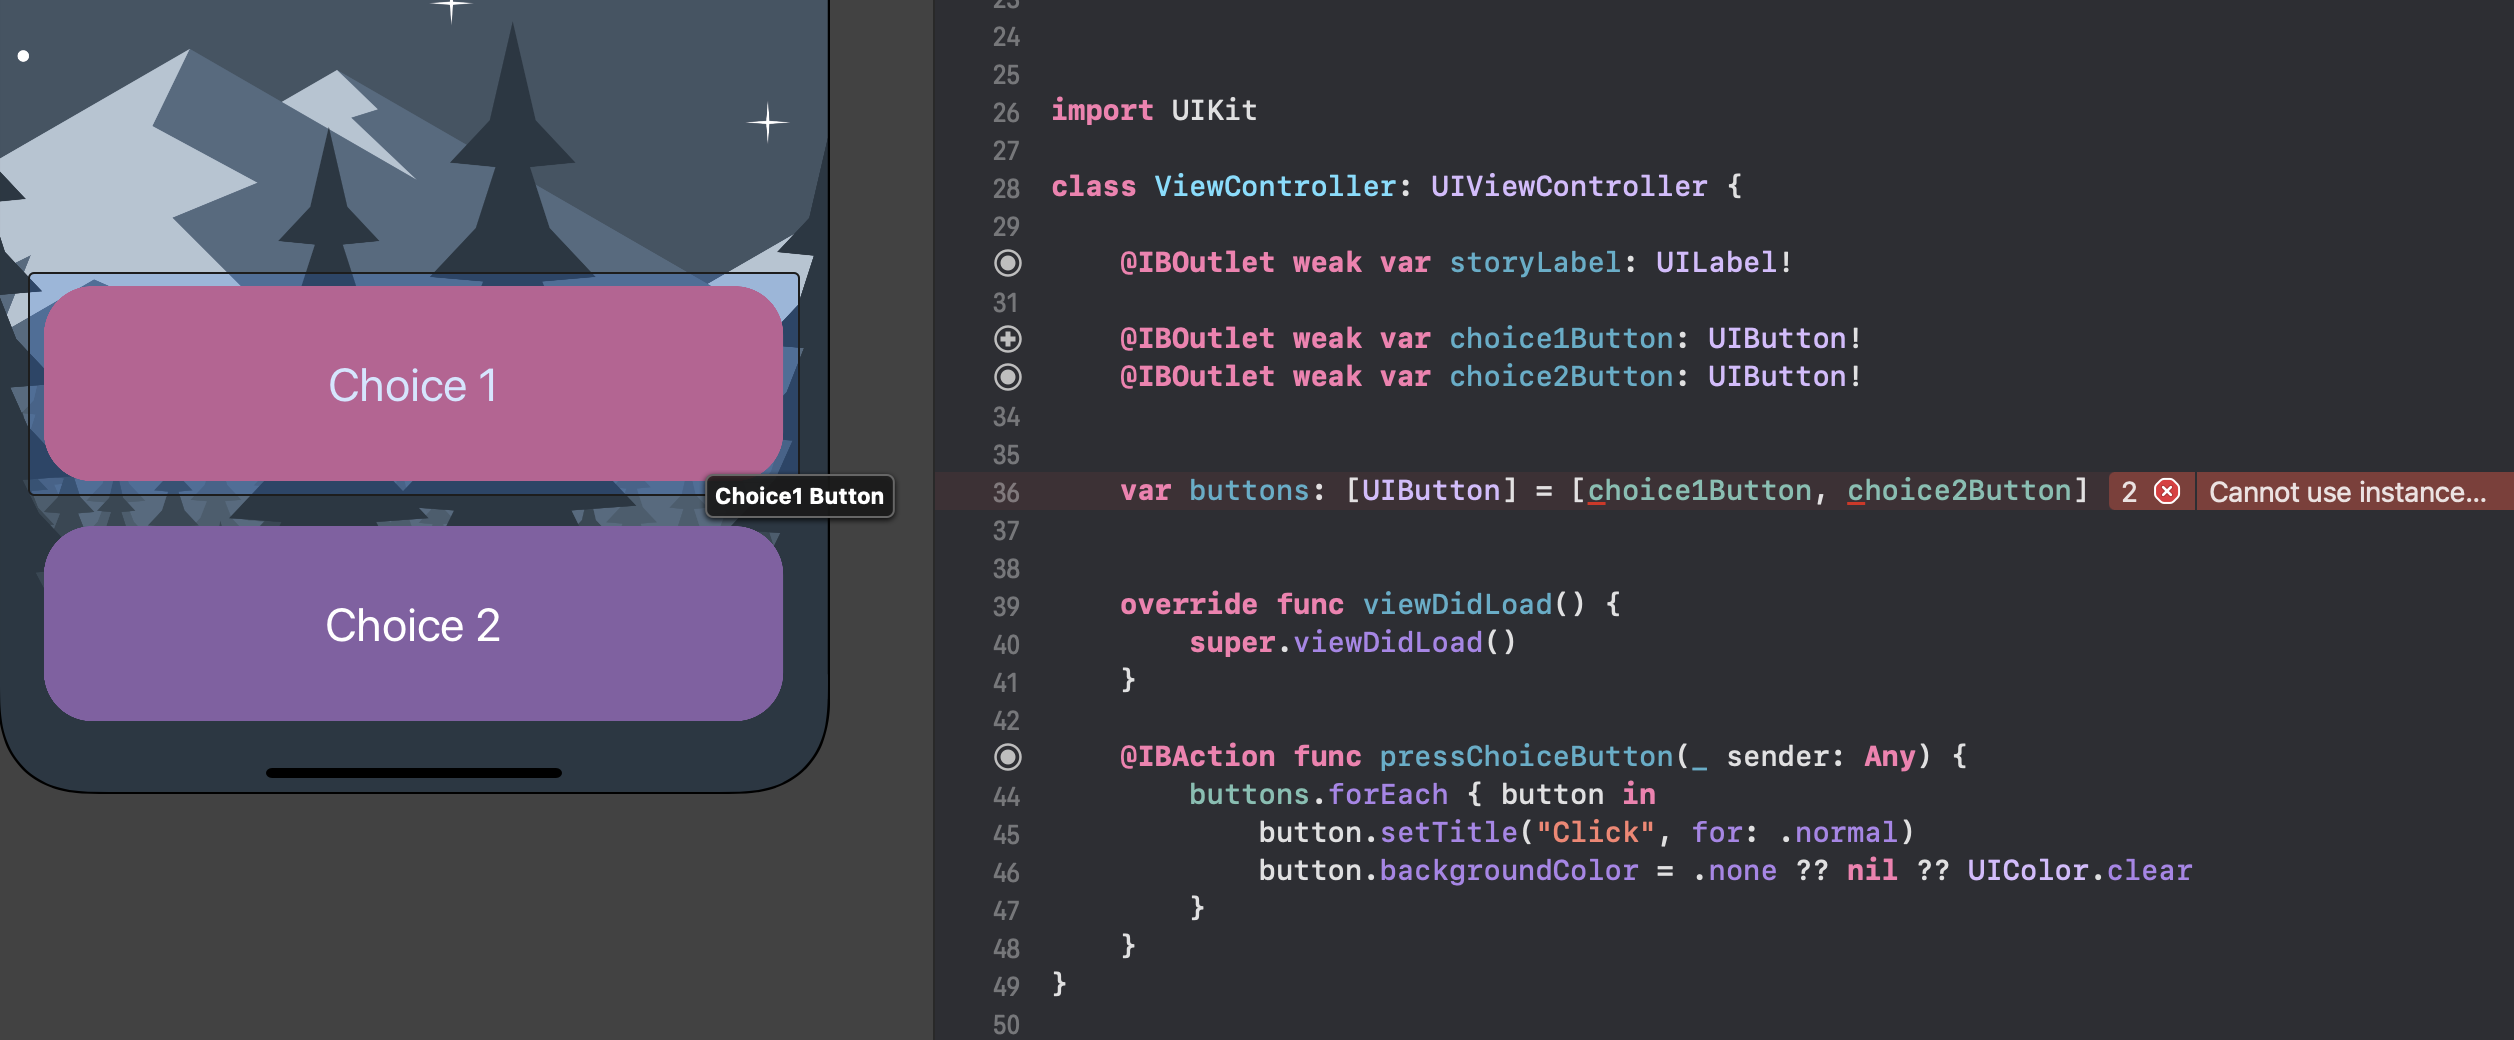 Choice 1
Choice1 Button
Choice 2
23
24
25
26 import UIKit
27
28 class ViewController: UIViewController {
29
@IBOutlet weak var storyLabel: UILabel!
31
@IBOutlet weak var choice1Button: UIButton!
@IBOutlet weak var choice2Button: UIButton!
34
35
36 var buttons: [UIButton] = [choice1Button, choice2Button] 2 Cannot use instance...
37
38
39 override func viewDidLoad() {
40 super.viewDidLoad()
41 }
42
@IBAction func pressChoiceButton(_ sender: Any) {
44 buttons.forEach { button in
45 button.setTitle("Click", for: .normal)
46 button.backgroundColor = .none ?? nil ?? UIColor.clear
47 }
48 }
49 }
50